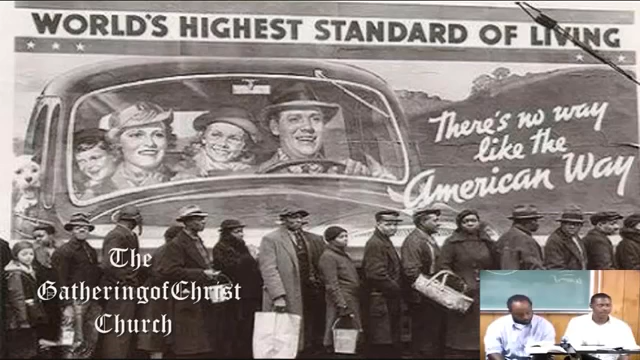 WORLD'S HIGHEST STANDARD OF LIVING
There's no way
like the
American Way
The
GatheringofChrist
Church